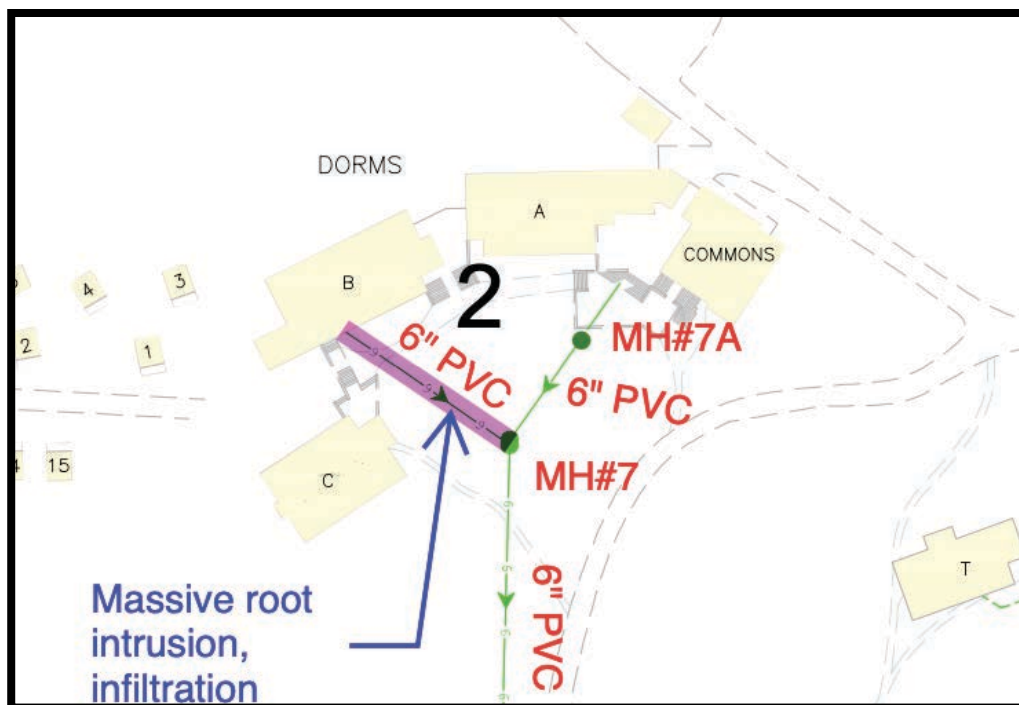 DORMS
A
COMMONS
B
2
3
4
2
1
6" PVC
MH#7A
6" PVC
MH#7
15
C
T
6" PVC
Massive root
intrusion,
infiltration